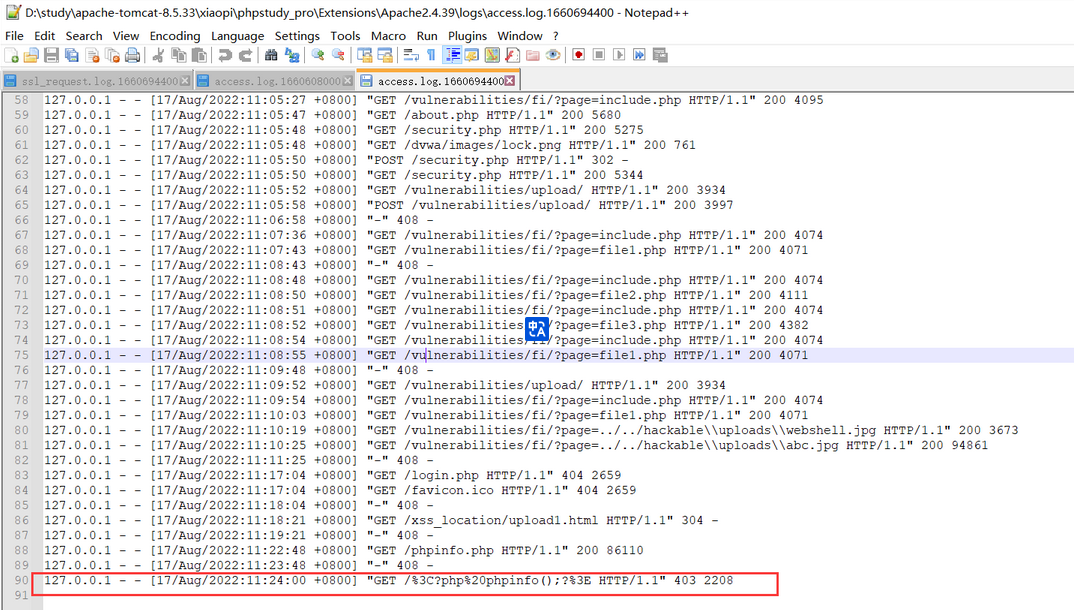 D:\study\apache-tomcat-8.5.33\xiaopi\phpstudy_pro\Extensions\Apache2.4.39\logs\access.log.1660694400 - Notepad++
File Edit Search View Encoding Language Settings Tools Macro Run Plugins Window ?
ssl_request.log.1660694400 access.log.1660608000 access.log.1660694400
58 127.0.0.1 - - [17/Aug/2022:11:05:27 +0800] "GET /vulnerabilities/fi/?page=include.php HTTP/1.1" 200 4095
59 127.0.0.1 - - [17/Aug/2022:11:05:47 +0800] "GET /about.php HTTP/1.1" 200 5680
60 127.0.0.1 - - [17/Aug/2022:11:05:48 +0800] "GET /security.php HTTP/1.1" 200 5275
61 127.0.0.1 - - [17/Aug/2022:11:05:48 +0800] "GET /dvwa/images/lock.png HTTP/1.1" 200 761
62 127.0.0.1 - - [17/Aug/2022:11:05:50 +0800] "POST /security.php HTTP/1.1" 302 -
63 127.0.0.1 - - [17/Aug/2022:11:05:50 +0800] "GET /security.php HTTP/1.1" 200 5344
64 127.0.0.1 - - [17/Aug/2022:11:05:52 +0800] "GET /vulnerabilities/upload/ HTTP/1.1" 200 3934
65 127.0.0.1 - - [17/Aug/2022:11:05:58 +0800] "POST /vulnerabilities/upload/ HTTP/1.1" 200 3997
66 127.0.0.1 - - [17/Aug/2022:11:06:58 +0800] "-" 408 -
67 127.0.0.1 - - [17/Aug/2022:11:07:36 +0800] "GET /vulnerabilities/fi/?page=include.php HTTP/1.1" 200 4074
68 127.0.0.1 - - [17/Aug/2022:11:07:43 +0800] "GET /vulnerabilities/fi/?page=file1.php HTTP/1.1" 200 4071
69 127.0.0.1 - - [17/Aug/2022:11:08:43 +0800] "-" 408 -
70 127.0.0.1 - - [17/Aug/2022:11:08:48 +0800] "GET /vulnerabilities/fi/?page=include.php HTTP/1.1" 200 4074
71 127.0.0.1 - - [17/Aug/2022:11:08:50 +0800] "GET /vulnerabilities/fi/?page=file2.php HTTP/1.1" 200 4111
72 127.0.0.1 - - [17/Aug/2022:11:08:51 +0800] "GET /vulnerabilities/fi/?page=include.php HTTP/1.1" 200 4074
73 127.0.0.1 - - [17/Aug/2022:11:08:52 +0800] "GET /vulnerabilities/?page=file3.php HTTP/1.1" 200 4382
74 127.0.0.1 - - [17/Aug/2022:11:08:54 +0800] "GET /vulnerabilities/fi/?page=include.php HTTP/1.1" 200 4074
75 127.0.0.1 - - [17/Aug/2022:11:08:55 +0800] "GET /vulnerabilities/fi/?page=file1.php HTTP/1.1" 200 4071
76 127.0.0.1 - - [17/Aug/2022:11:09:48 +0800] "-" 408 -
77 127.0.0.1 - - [17/Aug/2022:11:09:52 +0800] "GET /vulnerabilities/upload/ HTTP/1.1" 200 3934
78 127.0.0.1 - - [17/Aug/2022:11:09:54 +0800] "GET /vulnerabilities/fi/?page=include.php HTTP/1.1" 200 4074
79 127.0.0.1 - - [17/Aug/2022:11:10:03 +0800] "GET /vulnerabilities/fi/?page=file1.php HTTP/1.1" 200 4071
80 127.0.0.1 - - [17/Aug/2022:11:10:19 +0800] "GET /vulnerabilities/fi/?page=../../hackable\\uploads\\webshell.jpg HTTP/1.1" 200 3673
81 127.0.0.1 - - [17/Aug/2022:11:10:25 +0800] "GET /vulnerabilities/fi/?page=../../hackable\\uploads\\abc.jpg HTTP/1.1" 200 94861
82 127.0.0.1 - - [17/Aug/2022:11:11:25 +0800] "-" 408 -
83 127.0.0.1 - - [17/Aug/2022:11:17:04 +0800] "GET /login.php HTTP/1.1" 404 2659
84 127.0.0.1 - - [17/Aug/2022:11:17:04 +0800] "GET /favicon.ico HTTP/1.1" 404 2659
85 127.0.0.1 - - [17/Aug/2022:11:18:04 +0800] "-" 408 -
86 127.0.0.1 - - [17/Aug/2022:11:18:21 +0800] "GET /xss_location/upload1.html HTTP/1.1" 304 -
87 127.0.0.1 - - [17/Aug/2022:11:19:21 +0800] "-" 408 -
88 127.0.0.1 - - [17/Aug/2022:11:22:48 +0800] "GET /phpinfo.php HTTP/1.1" 200 86110
89 127.0.0.1 - - [17/Aug/2022:11:23:48 +0800] "-" 408 -
90 127.0.0.1 - - [17/Aug/2022:11:24:00 +0800] "GET /%3C?php%20phpinfo();?%3E HTTP/1.1" 403 2208
91